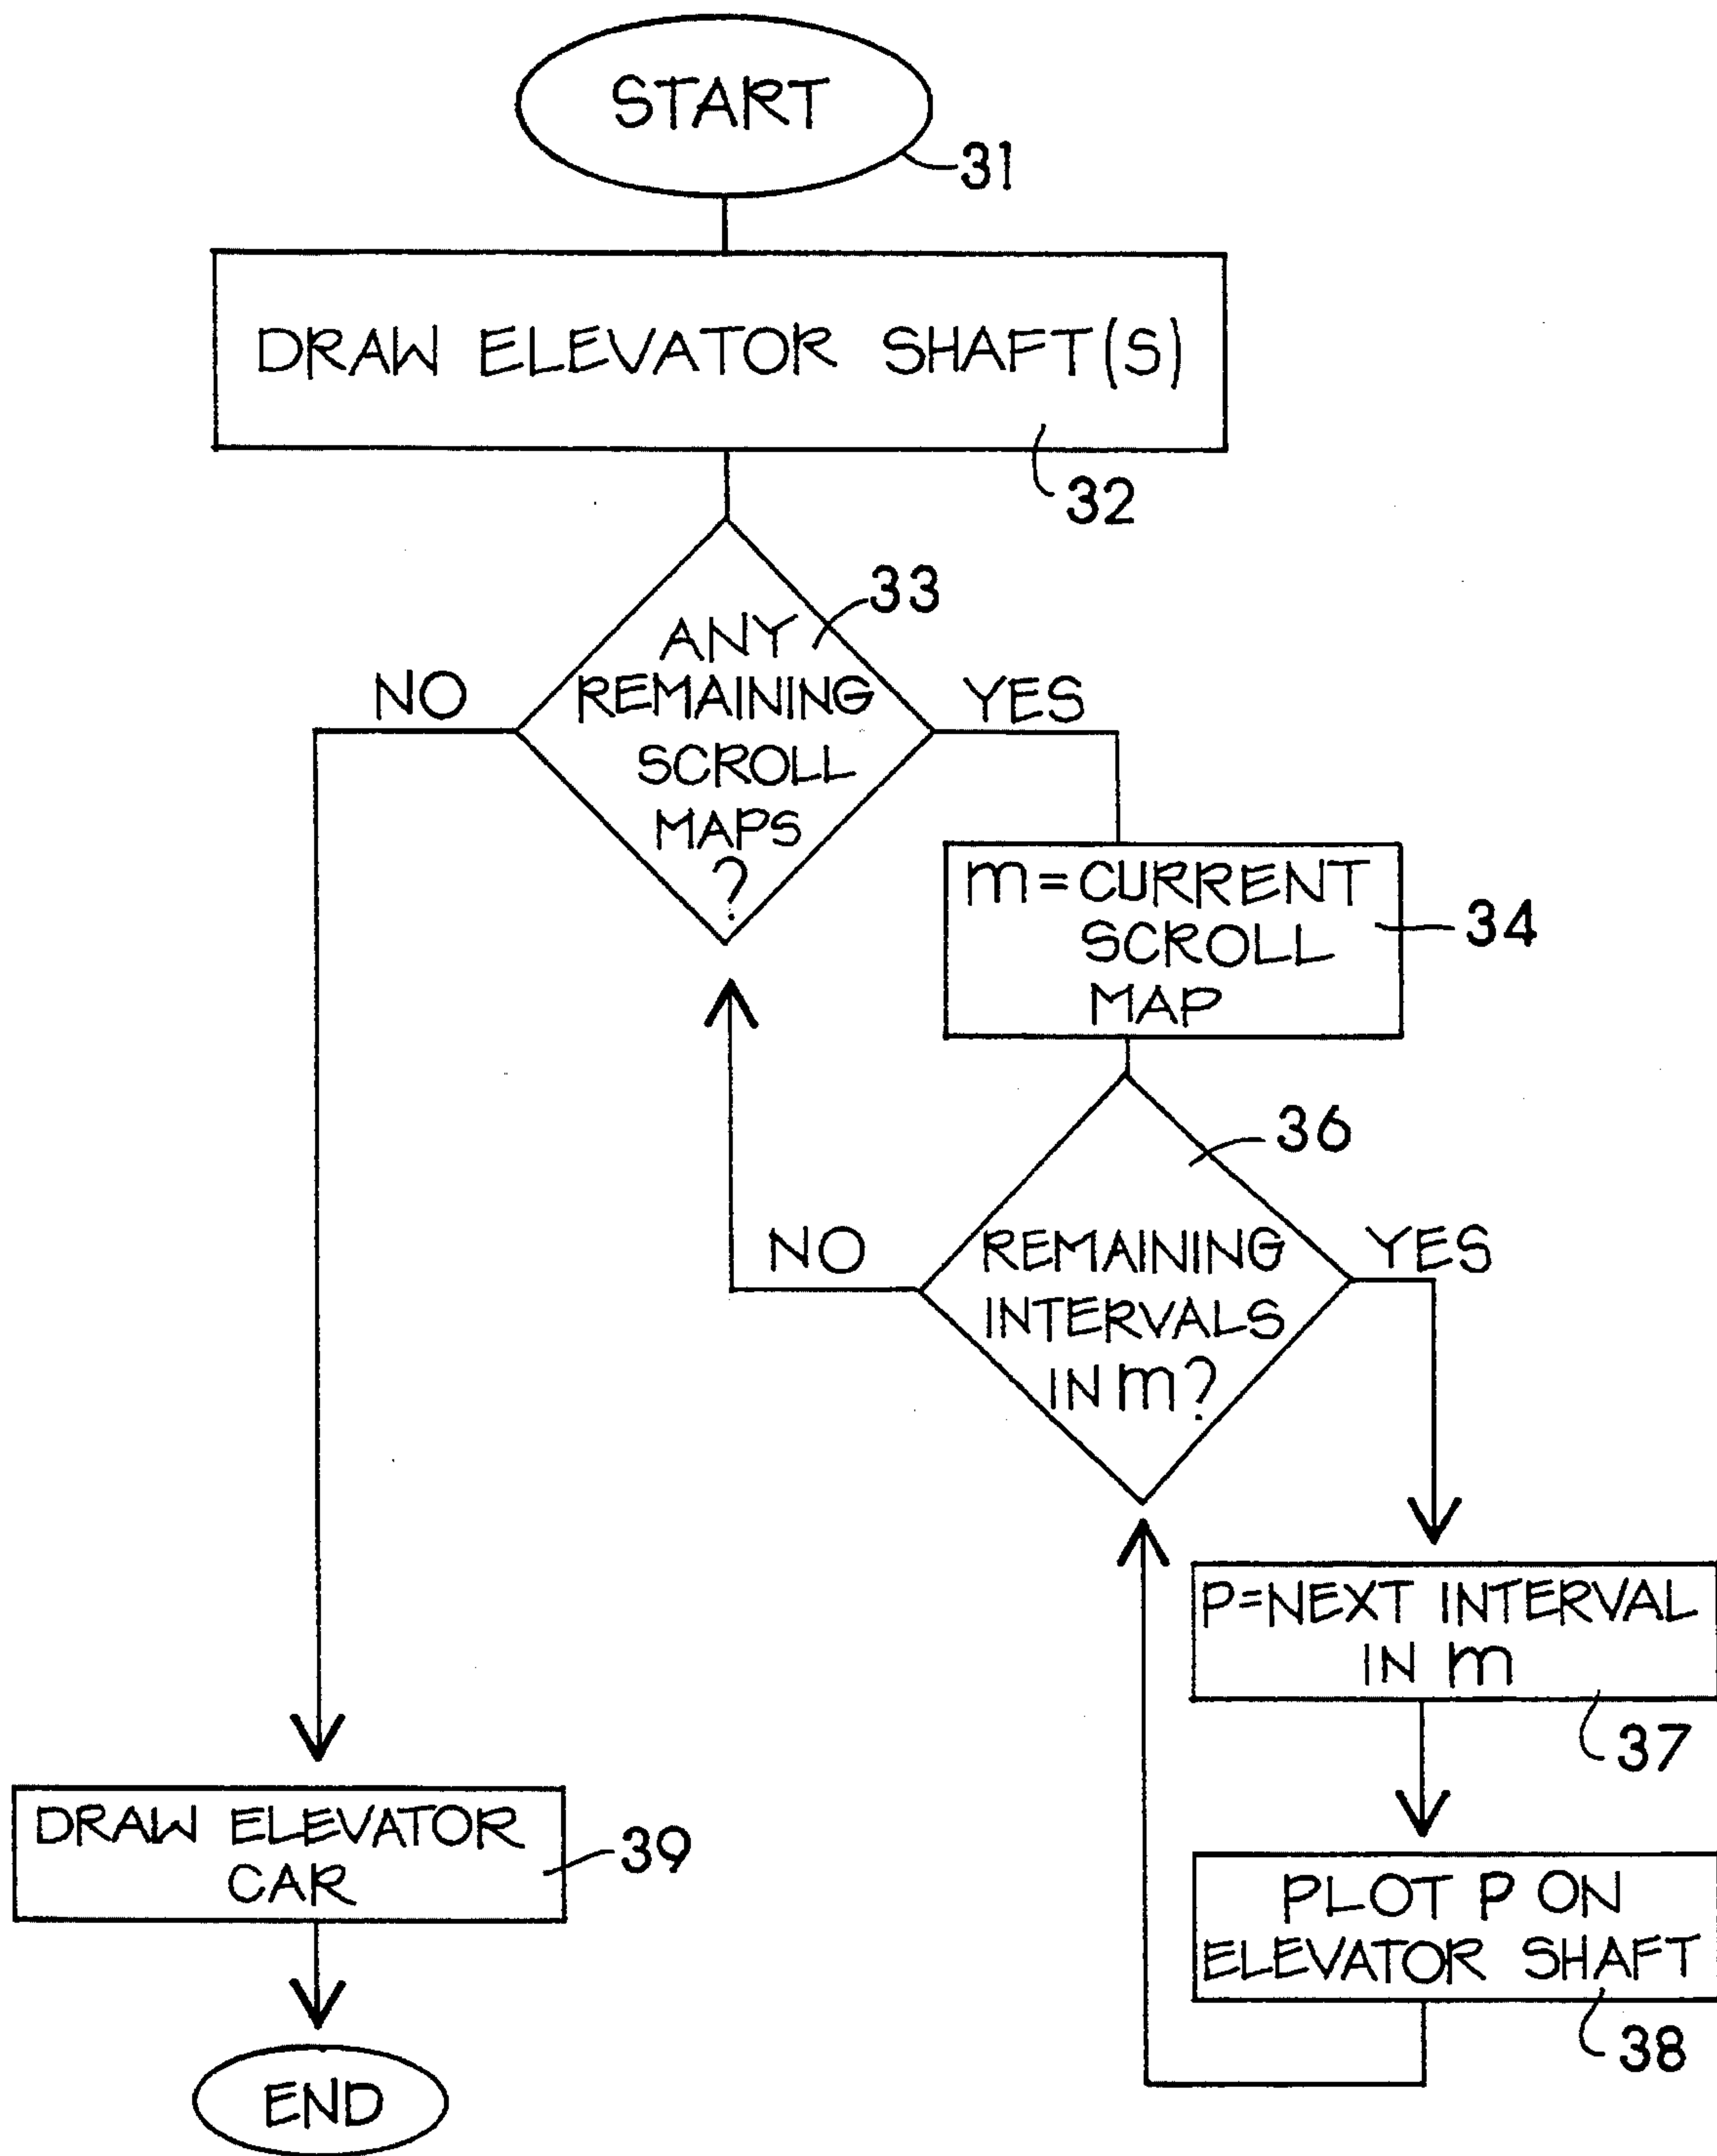 START
31
DRAW ELEVATOR SHAFT(S)
32
33
ANY
REMAINING
SCROLL
MAPS
?
NO
YES
m=CURRENT
SCROLL
MAP
34
36
REMAINING
INTERVALS
IN m?
NO
YES
P=NEXT INTERVAL
IN m
37
PLOT P ON
ELEVATOR SHAFT
38
DRAW ELEVATOR
CAR
39
END